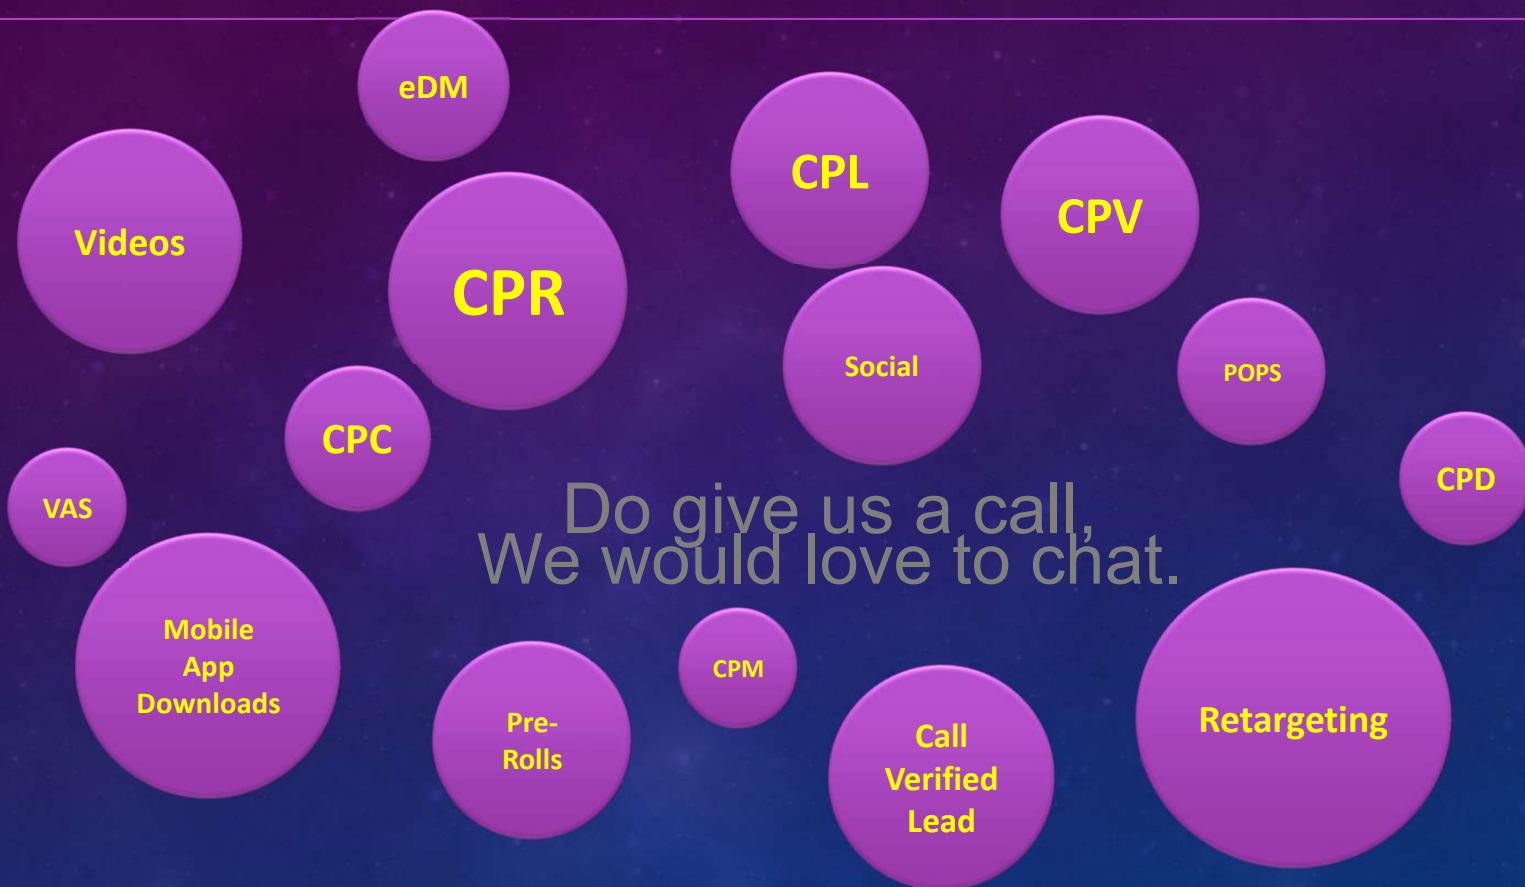 eDM
CPL
CPV
Videos
CPR
Social
POPS
CPC
CPD
VAS
Do give us a call,
We would love to chat.
Mobile
App
Downloads
CPM
Pre-
Rolls
Call
Verified
Lead
Retargeting